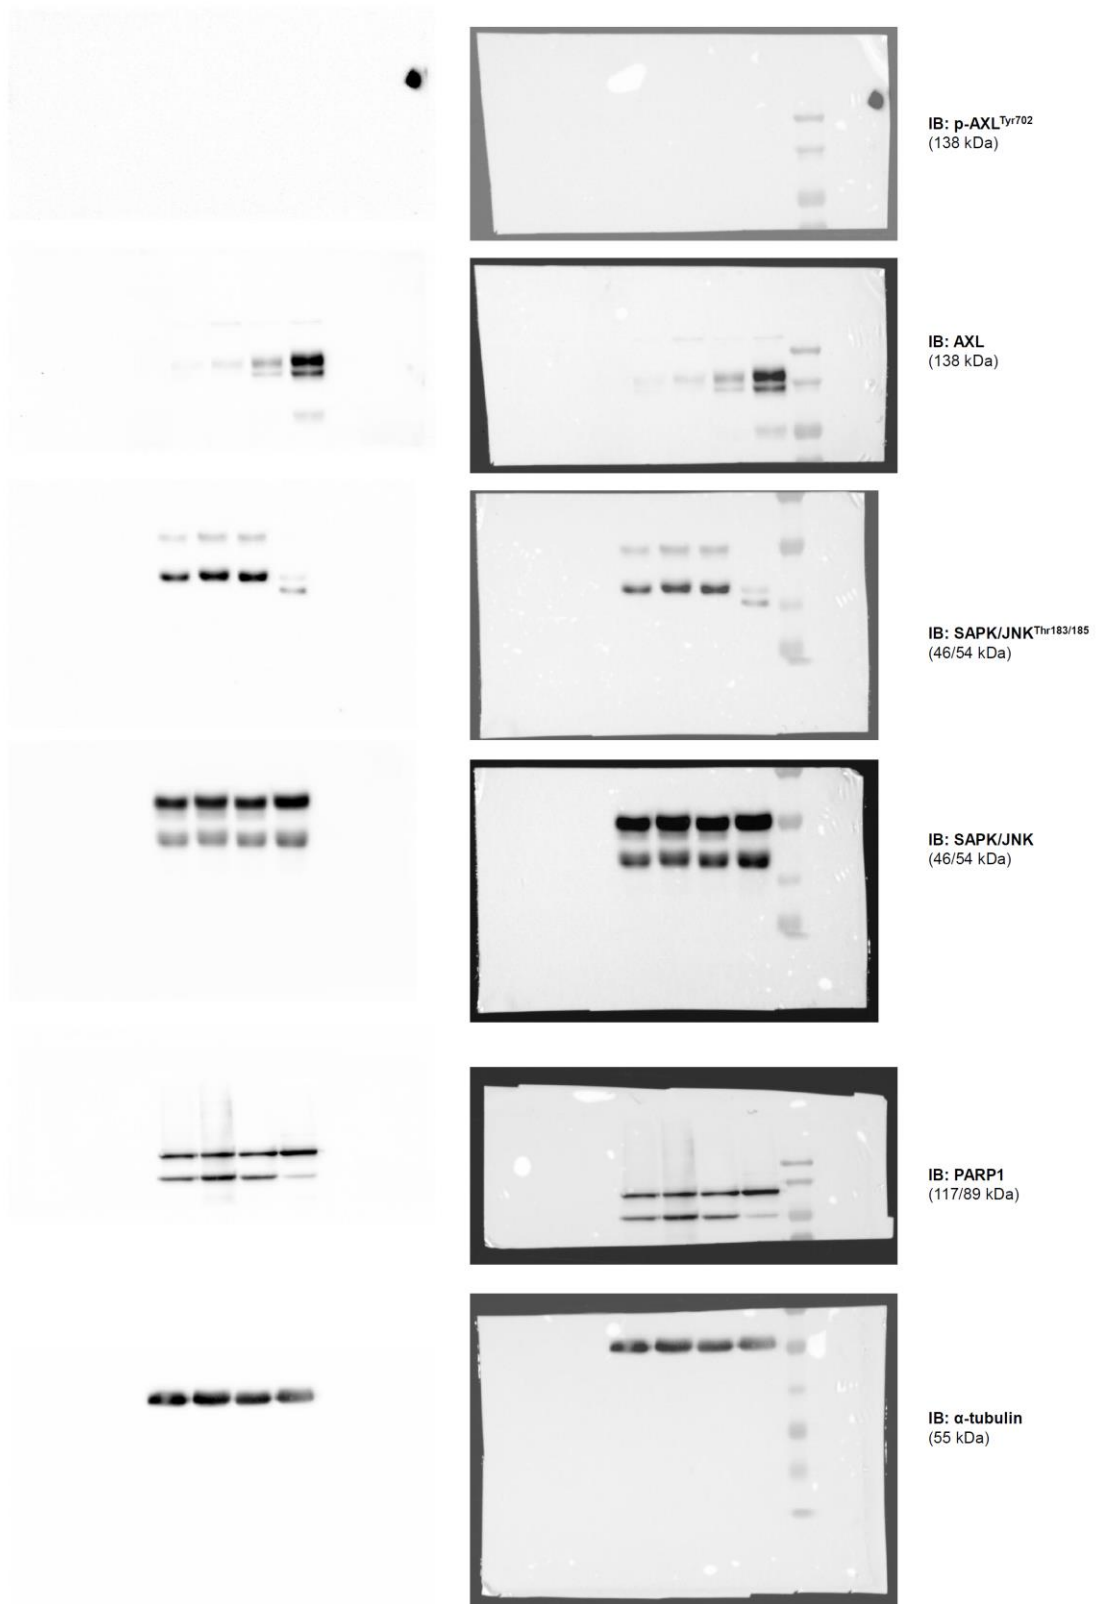 IB: p-AXLTyr702
(138 kDa)
IB: AXL
(138 kDa)
IB: SAPK/JNKThr183/185
(46/54 kDa)
IB: SAPK/JNK
(46/54 kDa)
IB: PARP1
(117/89 kDa)
IB: α-tubulin
(55 kDa)